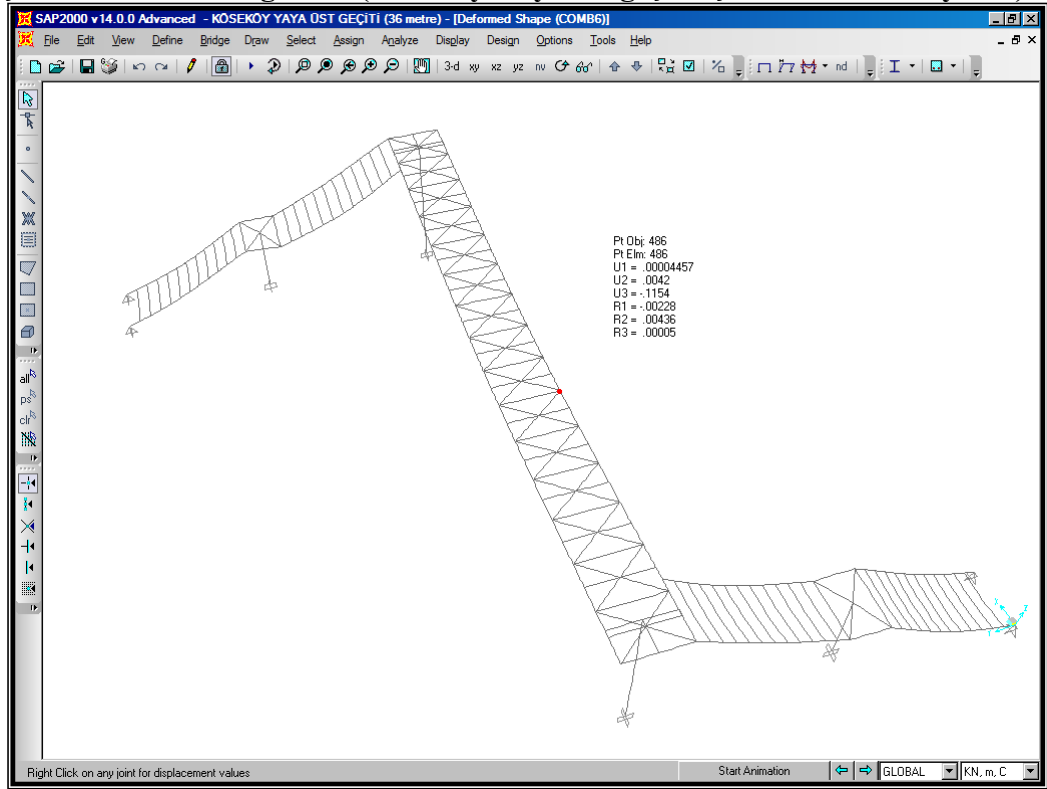 SAP2000 v14.0.0 Advanced - KÖSEKÖY YAYA ÜST GEÇİTİ (36 metre) - [Deformed Shape (COMB6)]
File Edit View Define Bridge Draw Select Assign Analyze Display Design Options Tools Help
3-d xy xz yz nv nd
Pt Obj: 486
Pt Elm: 486
U1 = .00004457
U2 = .0042
U3 = -.1154
R1 = -.00228
R2 = .00436
R3 = .00005
all
ps
clr
X
Z
Y
Right Click on any joint for displacement values
Start Animation
GLOBAL
KN, m, C